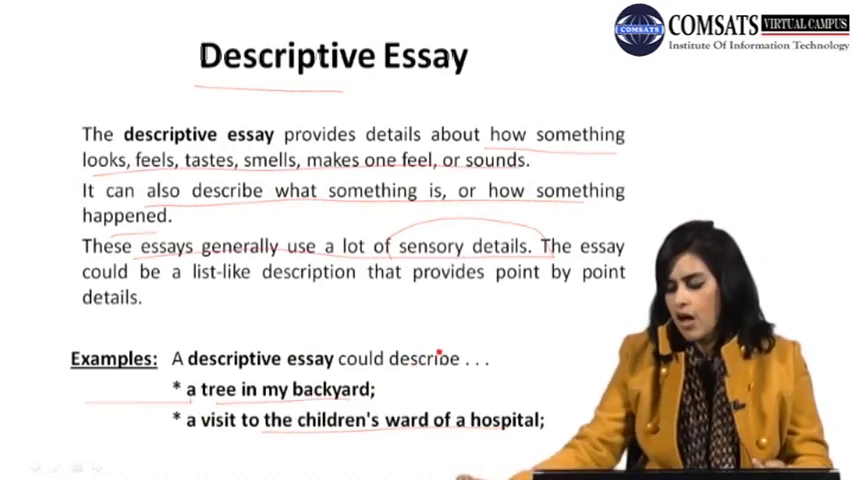 COMSATS VIRTUAL CAMPUS
COMSATS
Institute Of Information Technology
Descriptive Essay
The descriptive essay provides details about how something
looks, feels, tastes, smells, makes one feel, or sounds.
It can also describe what something is, or how something
happened.
These essays generally use a lot of sensory details. The essay
could be a list-like description that provides point by point
details.
Examples: A descriptive essay could describe . . .
* a tree in my backyard;
* a visit to the children's ward of a hospital;